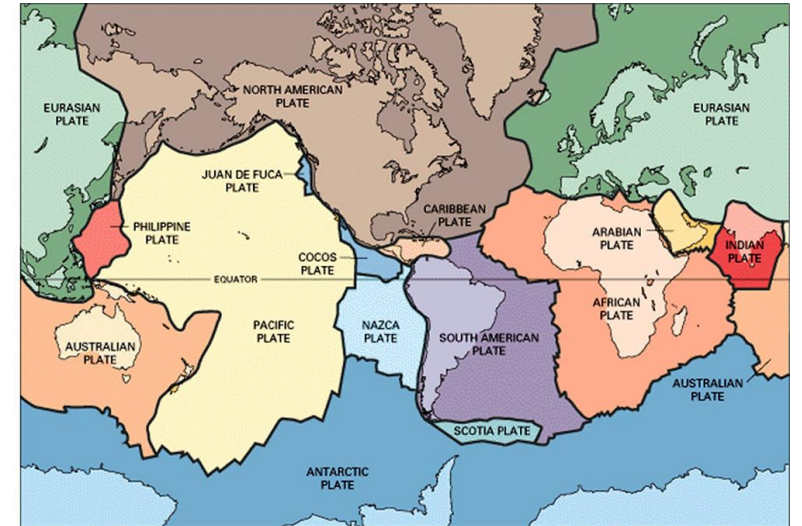 NORTH AMERICAN
PLATE
EURASIAN
PLATE
EURASIAN
PLATE
JUAN DE FUCA
PLATE
CARIBBEAN
PLATE
PHILIPPINE
PLATE
ARABIAN
PLATE
INDIAN
PLATE
COCOS
PLATE
EQUATOR
AFRICAN
PLATE
PACIFIC
PLATE
NAZCA
PLATE
SOUTH AMERICAN
PLATE
AUSTRALIAN
PLATE
AUSTRALIAN
PLATE
SCOTIA PLATE
ANTARCTIC
PLATE